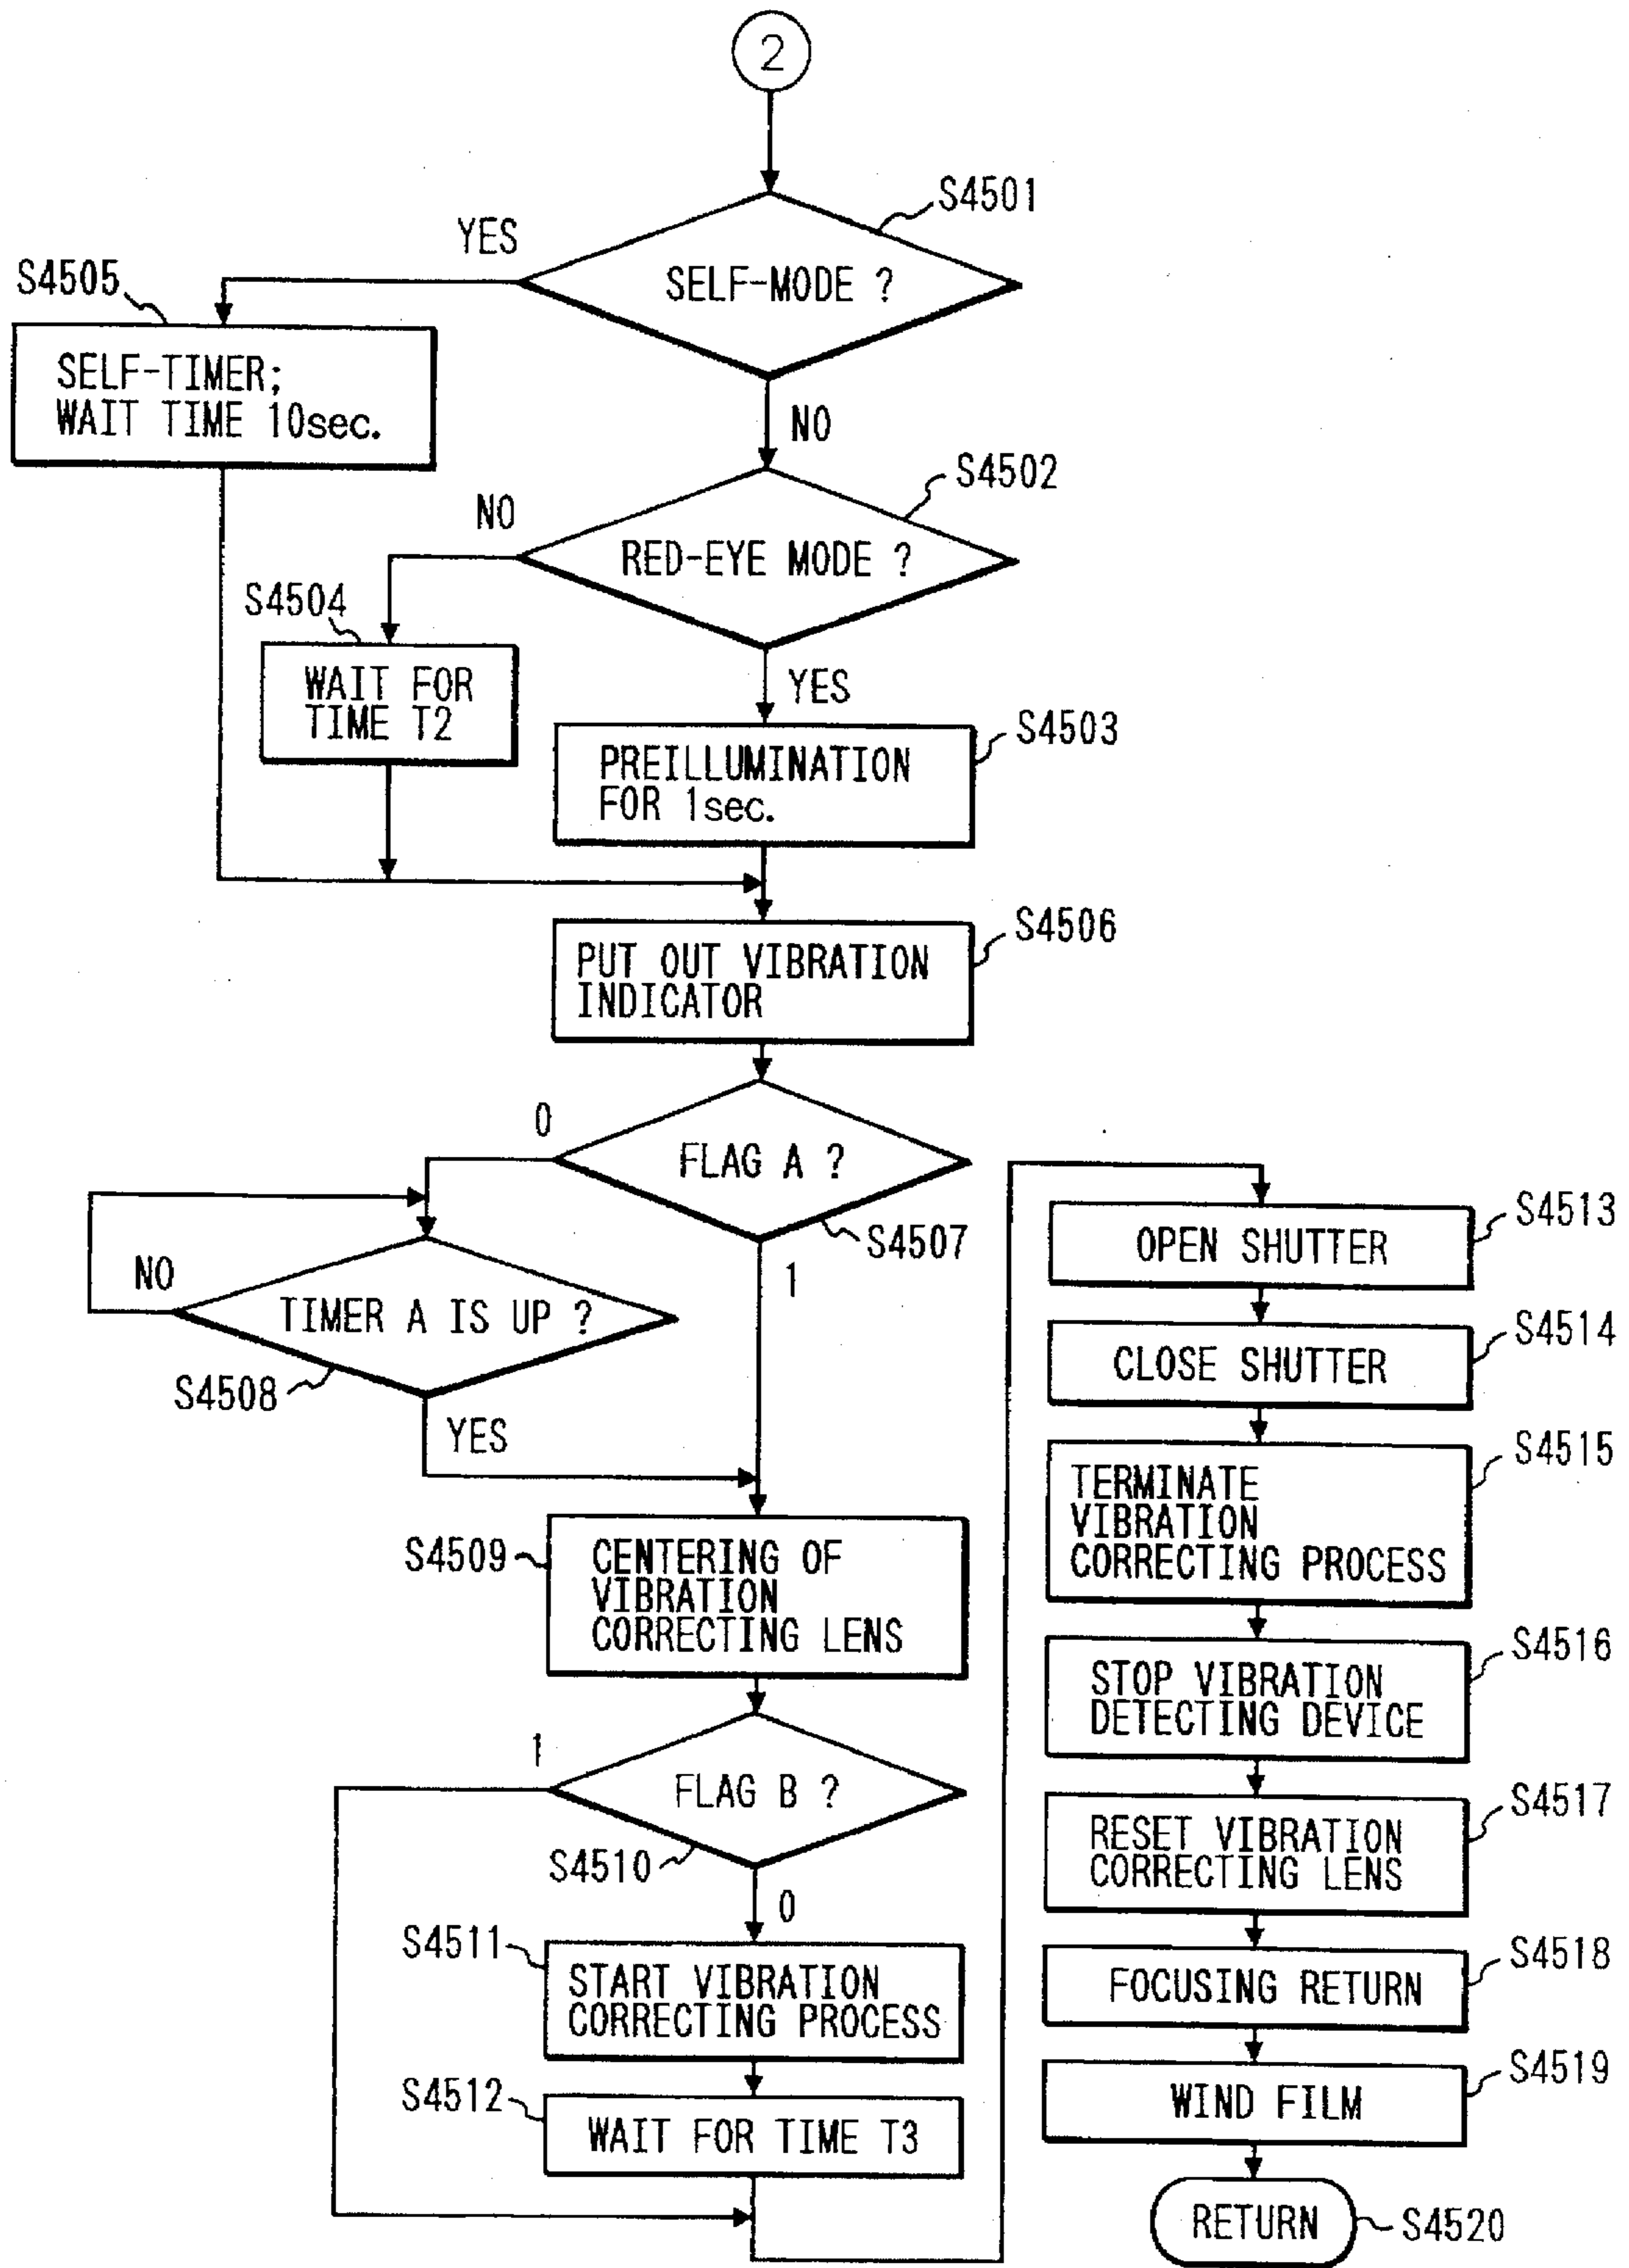 2
S4501
YES
SELF-MODE ?
S4505
SELF-TIMER;
WAIT TIME 10sec.
NO
S4502
NO
RED-EYE MODE ?
S4504
WAIT FOR
TIME T2
YES
S4503
PREILLUMINATION
FOR 1sec.
S4506
PUT OUT VIBRATION
INDICATOR
0
FLAG A ?
S4507
1
NO
TIMER A IS UP ?
S4508
YES
S4509
CENTERING OF
VIBRATION
CORRECTING LENS
1
FLAG B ?
S4510
0
S4511
START VIBRATION
CORRECTING PROCESS
S4512
WAIT FOR TIME T3
S4513
OPEN SHUTTER
S4514
CLOSE SHUTTER
S4515
TERMINATE
VIBRATION
CORRECTING PROCESS
S4516
STOP VIBRATION
DETECTING DEVICE
S4517
RESET VIBRATION
CORRECTING LENS
S4518
FOCUSING RETURN
S4519
WIND FILM
RETURN
S4520